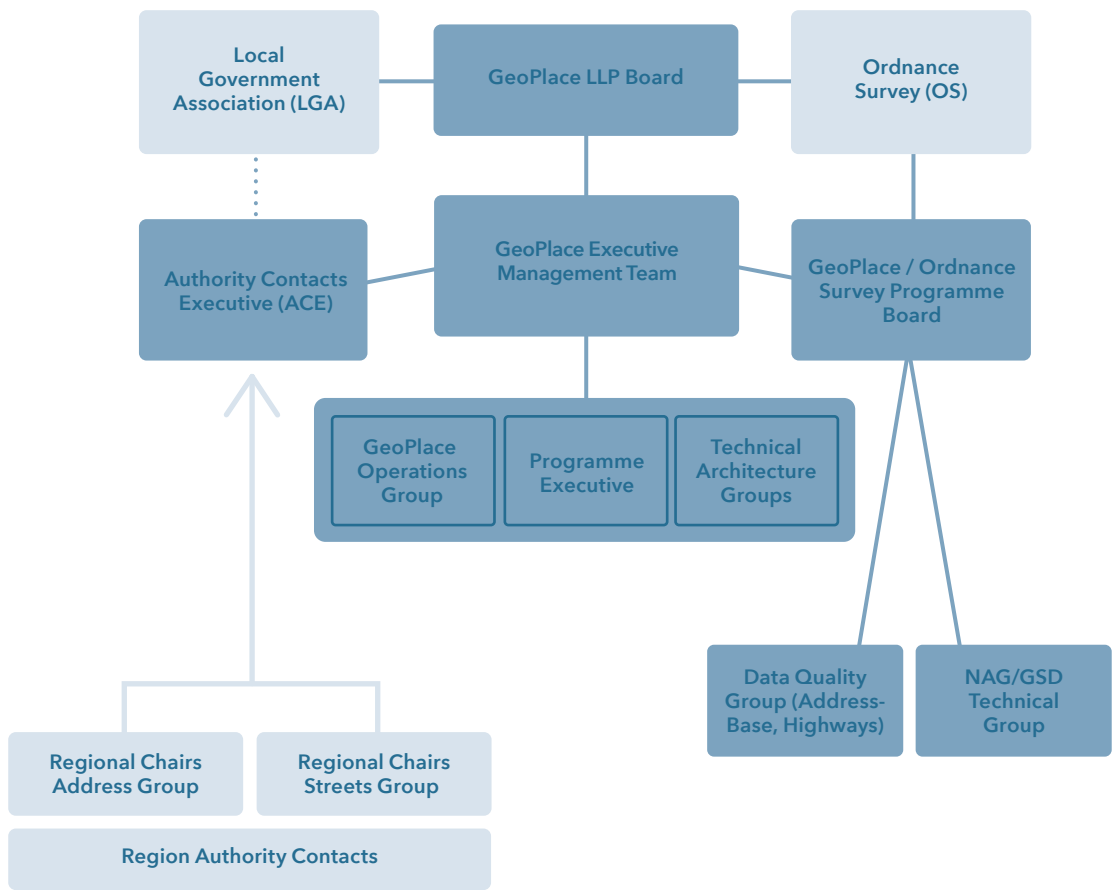 Local
Government
Association (LGA)
GeoPlace LLP Board
Ordnance
Survey (OS)
Authority Contacts
Executive (ACE)
GeoPlace Executive
Management Team
GeoPlace / Ordnance
Survey Programme
Board
GeoPlace
Operations
Group
Programme
Executive
Technical
Architecture
Groups
Data Quality
Group (Address-
Base, Highways)
NAG/GSD
Technical
Group
Regional Chairs
Address Group
Regional Chairs
Streets Group
Region Authority Contacts